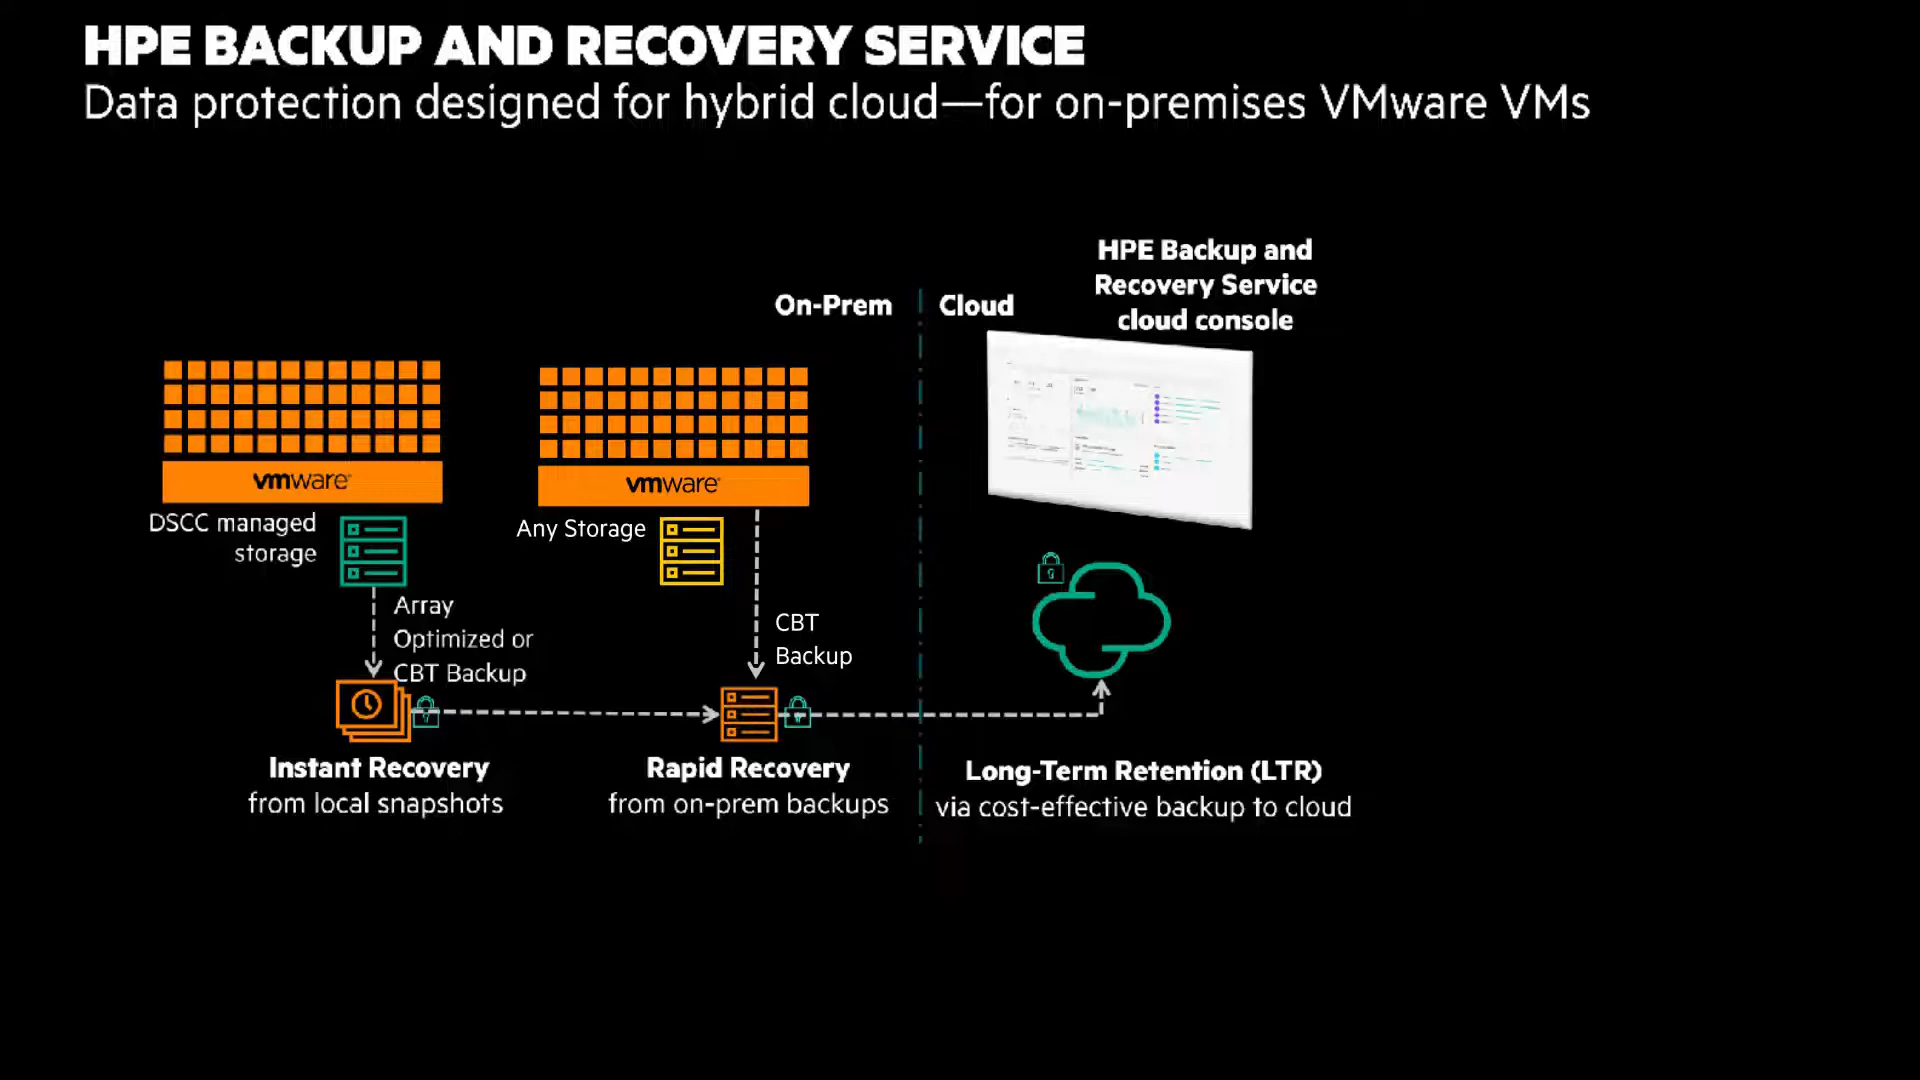 HPE BACKUP AND RECOVERY SERVICE
Data protection designed for hybrid cloud—for on-premises VMware VMs
HPE Backup and
Recovery Service
cloud console
On-Prem
Cloud
vmware
vmware
DSCC managed
storage
Any Storage
Array
Optimized or
CBT Backup
CBT
Backup
Instant Recovery
from local snapshots
Rapid Recovery
from on-prem backups
Long-Term Retention (LTR)
via cost-effective backup to cloud